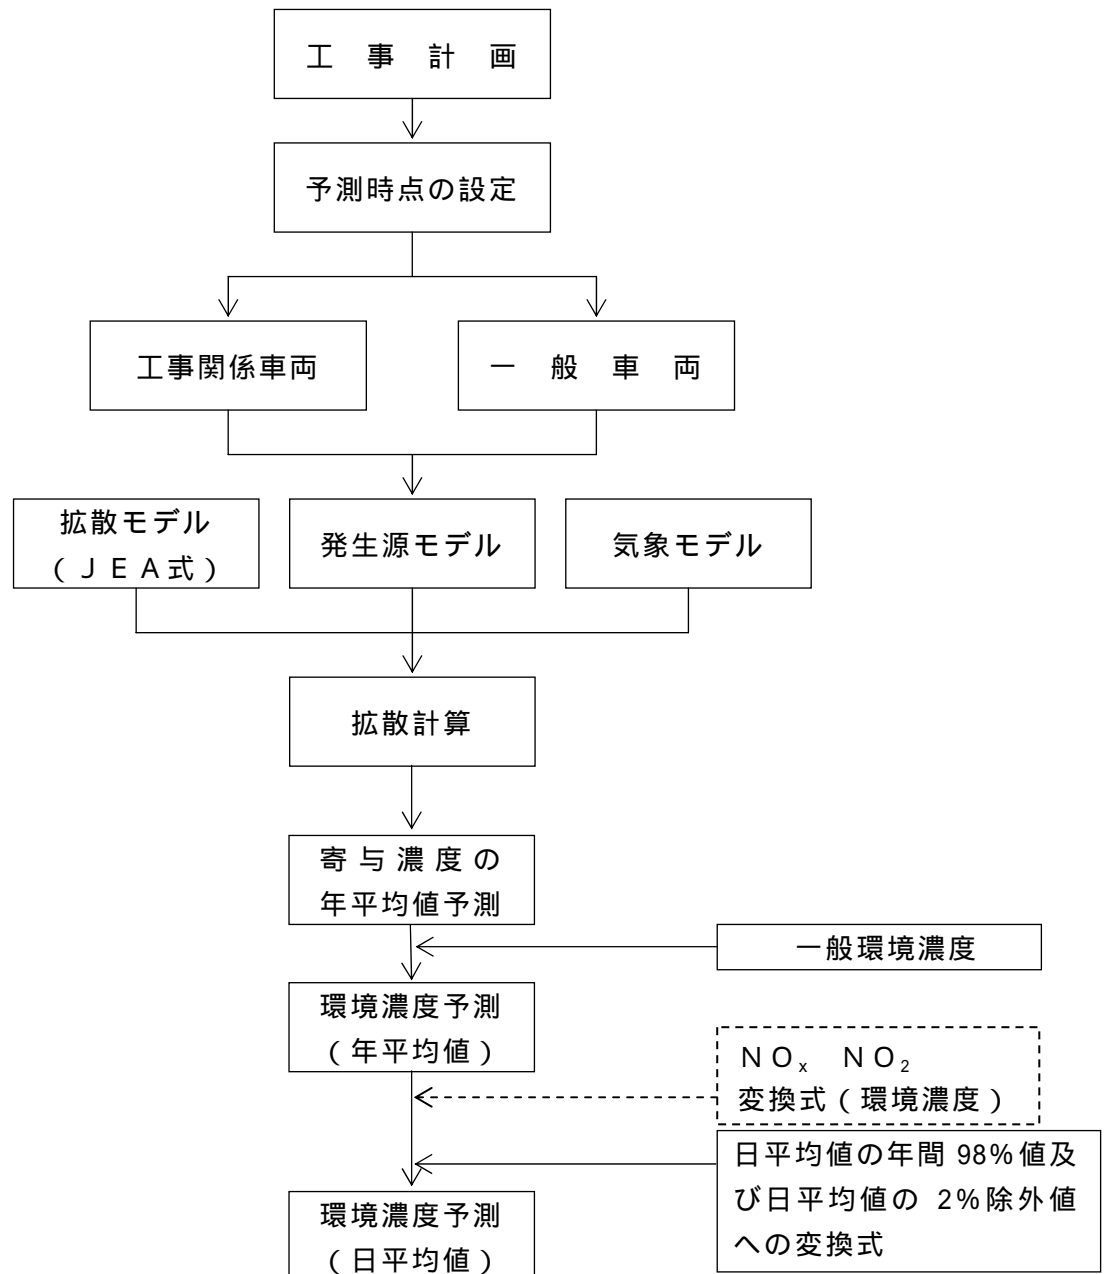 工事計画
予測時点の設定
工事関係車両
一般車両
拡散モデル
（ＪＥＡ式）
発生源モデル
気象モデル
拡散計算
寄与濃度の
年平均値予測
一般環境濃度
環境濃度予測
（年平均値）
ＮＯx　ＮＯ2
変換式（環境濃度）
日平均値の年間 98%値及
び日平均値の 2%除外値
への変換式
環境濃度予測
（日平均値）